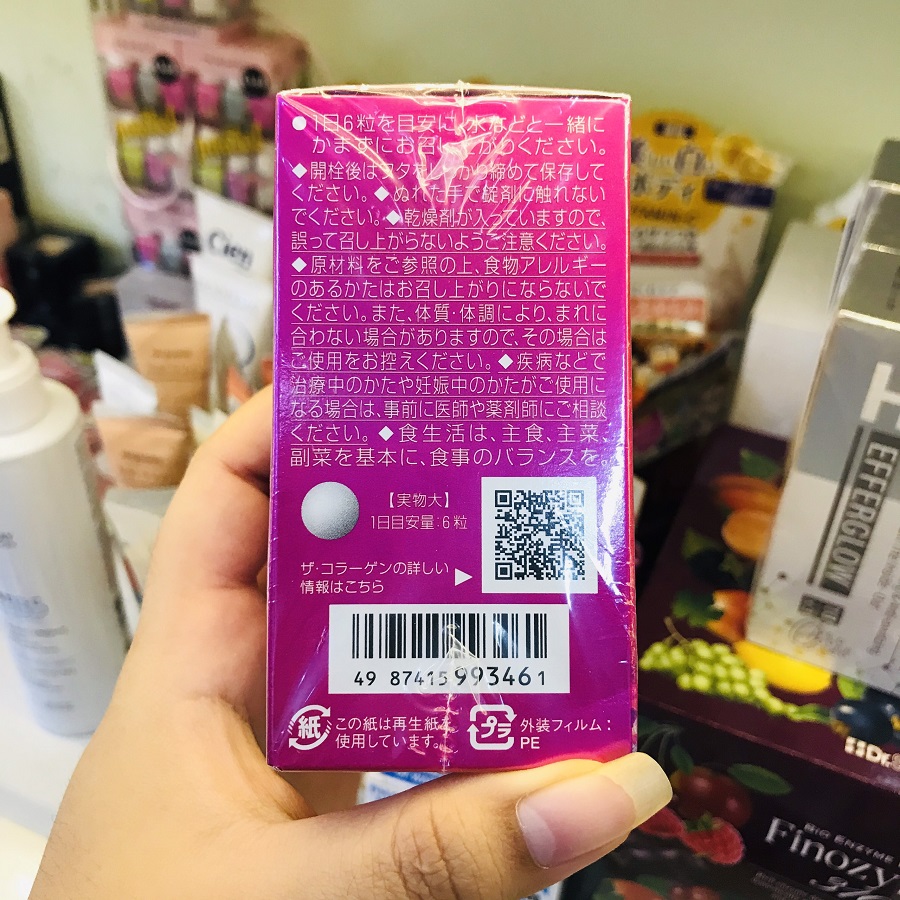 ●1日6粒を目安に、水などと一緒に
かまずにお召し上がりください。
◆開栓後はフタをしっかり締めて保存して
ください。◆ぬれた手で錠剤に触れない
でください。◆乾燥剤が入っていますので、
誤って召し上がらないようご注意ください。
◆原材料をご参照の上、食物アレルギー
のあるかたはお召し上がりにならないで
ください。また、体質・体調により、まれに
合わない場合がありますので、その場合は
ご使用をお控えください。◆疾病などで
治療中のかたや妊娠中のかたがご使用に
なる場合は、事前に医師や薬剤師にご相談
ください。◆食生活は、主食、主菜、
副菜を基本に、食事のバランスを。
【実物大】
1日目安量:6粒
ザ・コラーゲンの詳しい
情報はこちら
49 87415 993461
紙
この紙は再生紙を
使用しています。
プラ
外装フィルム:
PE
Cien
EFFERGLOW
Dr.
BIO ENZYME
Finozy